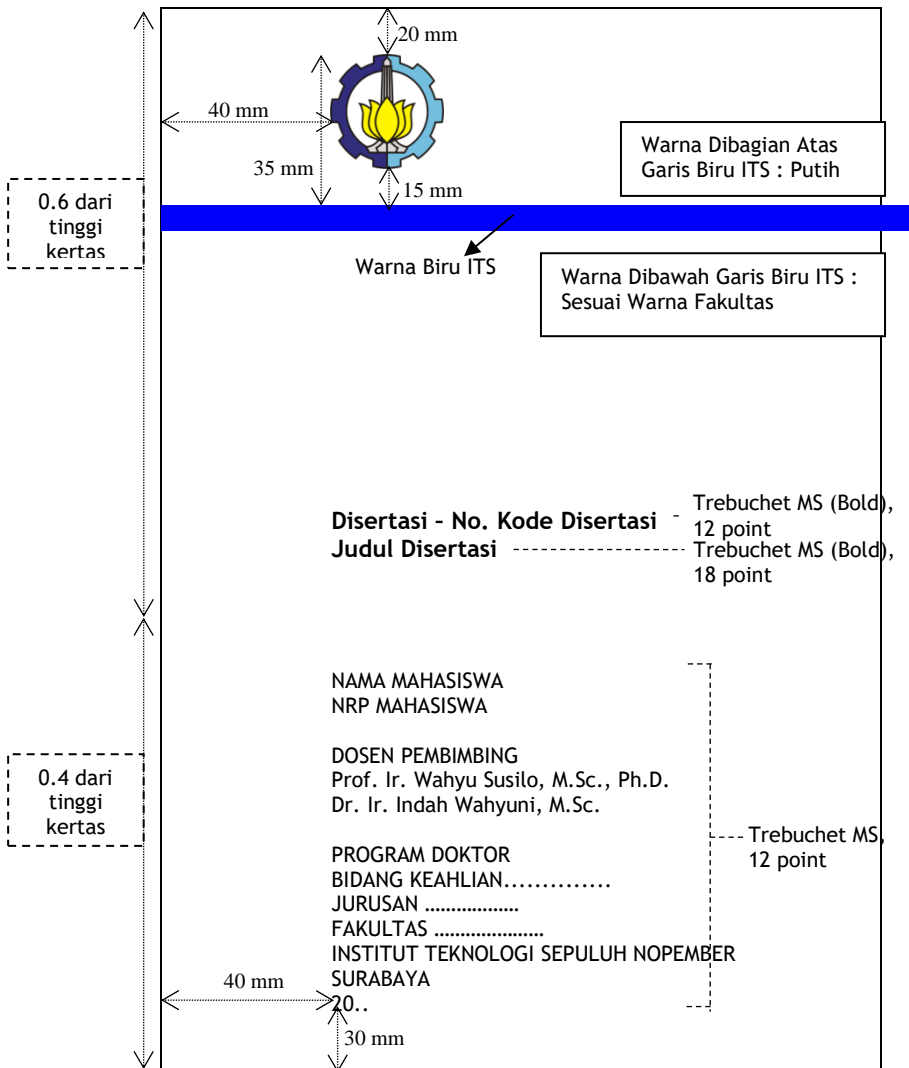 20 mm
40 mm
35 mm
15 mm
Warna Dibagian Atas
Garis Biru ITS : Putih
0.6 dari
tinggi
kertas
Warna Biru ITS
Warna Dibawah Garis Biru ITS :
Sesuai Warna Fakultas
Disertasi – No. Kode Disertasi
Trebuchet MS (Bold),
12 point
Judul Disertasi
Trebuchet MS (Bold),
18 point
NAMA MAHASISWA
NRP MAHASISWA
DOSEN PEMBIMBING
Prof. Ir. Wahyu Susilo, M.Sc., Ph.D.
Dr. Ir. Indah Wahyuni, M.Sc.
0.4 dari
tinggi
kertas
Trebuchet MS,
12 point
PROGRAM DOKTOR
BIDANG KEAHLIAN..............
JURUSAN ..................
FAKULTAS .....................
INSTITUT TEKNOLOGI SEPULUH NOPEMBER
SURABAYA
20..
40 mm
30 mm